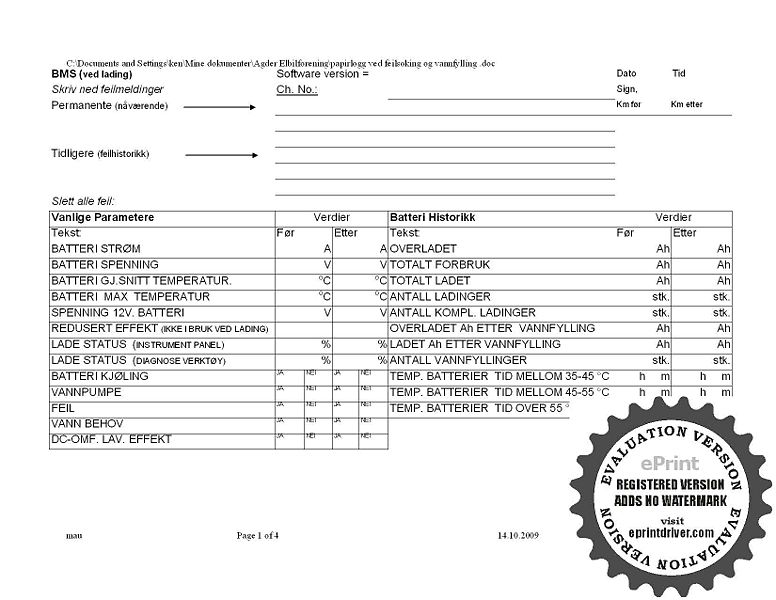 C:\Documents and Settings\ken\Mine dokumenter\Agder Elbilforening\papirlogg ved feilsoking og vannfylling .doc
BMS (ved lading) Software version = Dato Tid
Skriv ned feilmeldinger Ch. No.: Sign,
Permanente (nåværende) Km før Km etter
Tidligere (feilhistorikk)
Slett alle feil:
Vanlige Parametere Verdier Batteri Historikk Verdier
Tekst: Før Etter Tekst: Før Etter
BATTERI STRØM A A OVERLADET Ah Ah
BATTERI SPENNING V V TOTALT FORBRUK Ah Ah
BATTERI GJ.SNITT TEMPERATUR. °C °C TOTALT LADET Ah Ah
BATTERI MAX TEMPERATUR °C °C ANTALL LADINGER stk. stk.
SPENNING 12V. BATTERI V V ANTALL KOMPL. LADINGER stk. stk.
REDUSERT EFFEKT (IKKE I BRUK VED LADING) OVERLADET Ah ETTER VANNFYLLING Ah Ah
LADE STATUS (INSTRUMENT PANEL) % % LADET Ah ETTER VANNFYLLING Ah Ah
LADE STATUS (DIAGNOSE VERKTØY) % % ANTALL VANNFYLLINGER stk. stk.
BATTERI KJØLING JA NEI JA NEI TEMP. BATTERIER TID MELLOM 35-45 °C h m h m
VANNPUMPE JA NEI JA NEI TEMP. BATTERIER TID MELLOM 45-55 °C h m h m
FEIL JA NEI JA NEI TEMP. BATTERIER TID OVER 55 °
VANN BEHOV JA NEI JA NEI
DC-OMF. LAV. EFFEKT JA NEI JA NEI
EVALUATION VERSION
ePrint
REGISTERED VERSION
ADDS NO WATERMARK
visit
eprintdriver.com
EVALUATION VERSION
mau Page 1 of 4 14.10.2009